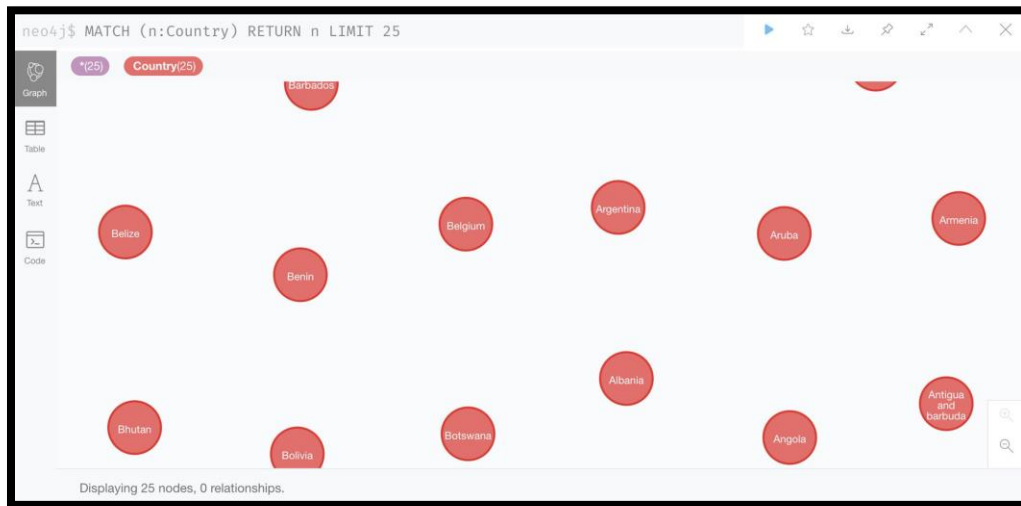 neo4j$ MATCH (n:Country) RETURN n LIMIT 25
*(25) Country(25)
Graph
Table
A
Text
Code
Barbados
Argentina
Belize
Belgium
Aruba
Armenia
Benin
Albania
Antigua
and
barbuda
Bhutan
Botswana
Angola
Bolivia
Displaying 25 nodes, 0 relationships.